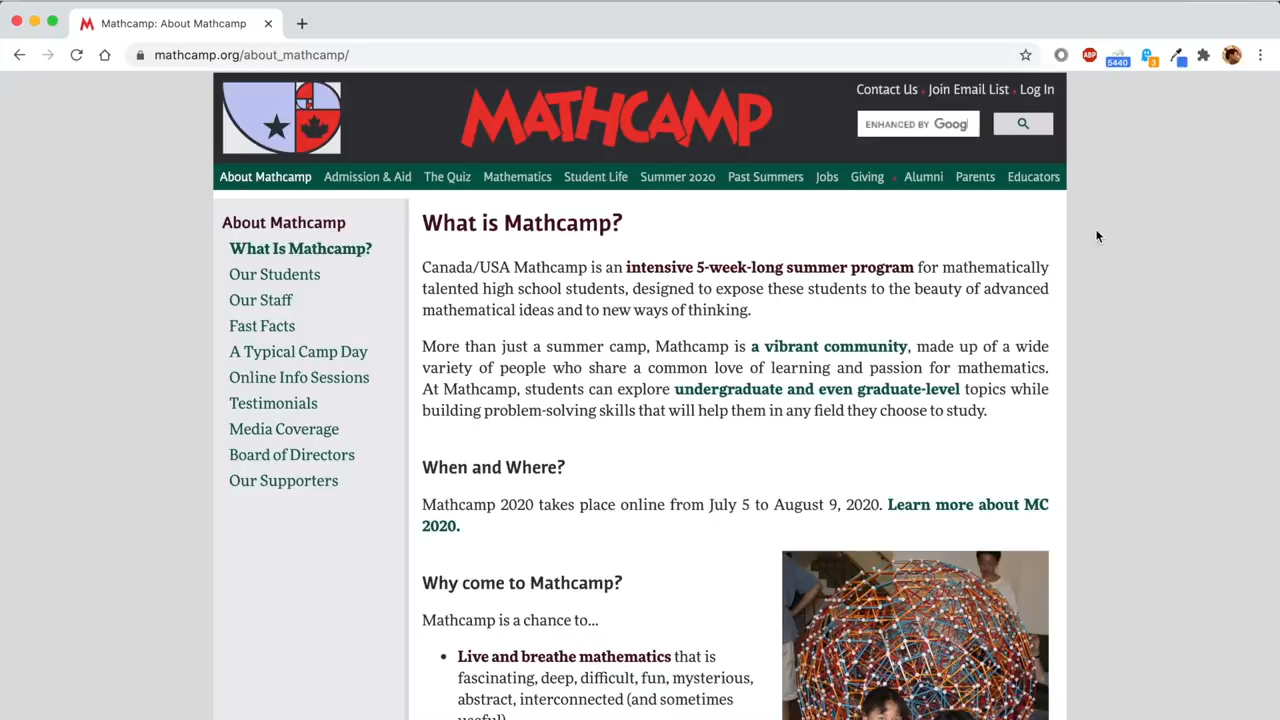 Mathcamp: About Mathcamp
mathcamp.org/about_mathcamp/
ABP
5440
3
MATHCAMP
Contact Us • Join Email List • Log In
ENHANCED BY Googl
About Mathcamp Admission & Aid The Quiz Mathematics Student Life Summer 2020 Past Summers Jobs Giving • Alumni Parents Educators
About Mathcamp
What Is Mathcamp?
Our Students
Our Staff
Fast Facts
A Typical Camp Day
Online Info Sessions
Testimonials
Media Coverage
Board of Directors
Our Supporters
What is Mathcamp?
Canada/USA Mathcamp is an intensive 5-week-long summer program for mathematically
talented high school students, designed to expose these students to the beauty of advanced
mathematical ideas and to new ways of thinking.
More than just a summer camp, Mathcamp is a vibrant community, made up of a wide
variety of people who share a common love of learning and passion for mathematics.
At Mathcamp, students can explore undergraduate and even graduate-level topics while
building problem-solving skills that will help them in any field they choose to study.
When and Where?
Mathcamp 2020 takes place online from July 5 to August 9, 2020. Learn more about MC
2020.
Why come to Mathcamp?
Mathcamp is a chance to...
• Live and breathe mathematics that is
fascinating, deep, difficult, fun, mysterious,
abstract, interconnected (and sometimes
useful).